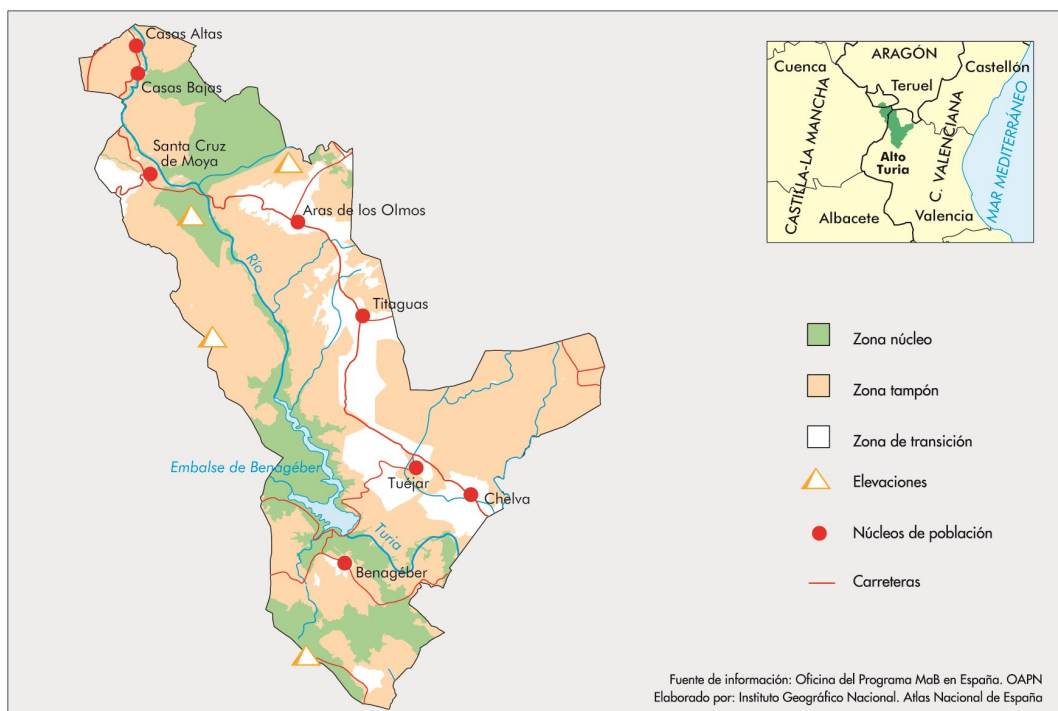 Casas Altas
Casas Bajas
Santa Cruz
de Moya
Aras de los Olmos
Río
Titaguas
Embalse de Benagéber
Tuéjar
Chelva
Turia
Benagéber
ARAGÓN
Cuenca
Castellón
Teruel
CASTILLA-LA MANCHA
C. VALENCIANA
MAR MEDITERRÁNEO
Alto
Turia
Albacete
Valencia
Zona núcleo
Zona tampón
Zona de transición
Elevaciones
Núcleos de población
Carreteras
Fuente de información: Oficina del Programa MaB en España. OAPN
Elaborado por: Instituto Geográfico Nacional. Atlas Nacional de España